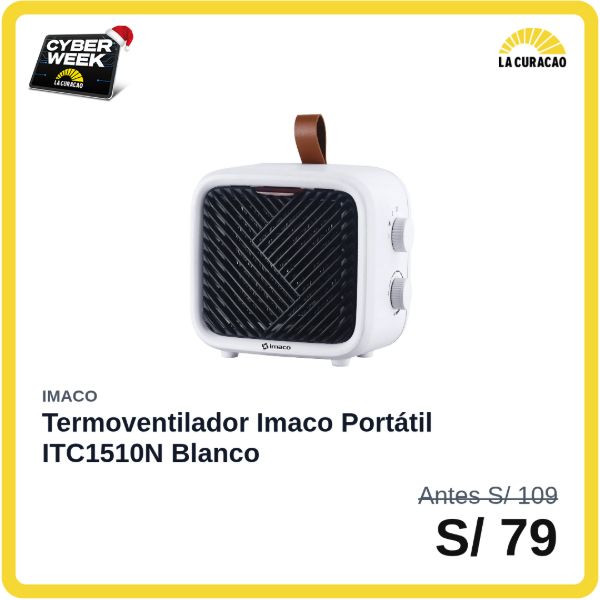 CYBER
WEEK
LA CURACAO
LA CURACAO
imaco
IMACO
Termoventilador Imaco Portátil
ITC1510N Blanco
Antes S/ 109
S/ 79